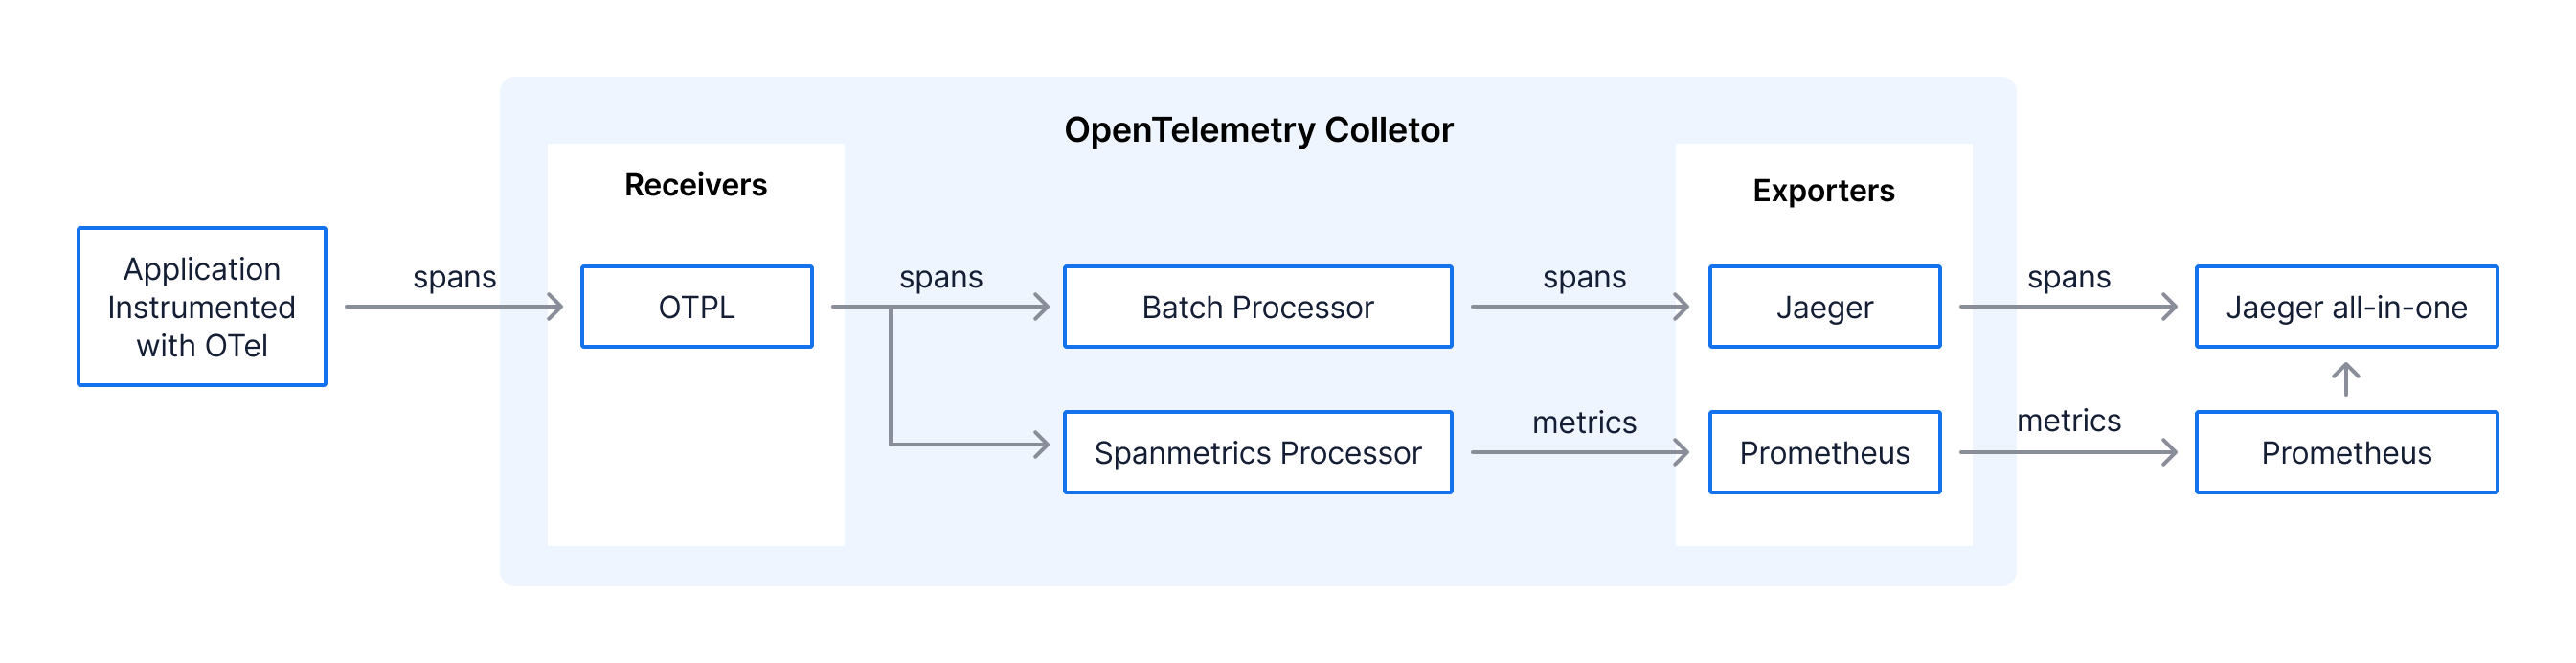 OpenTelemetry Colletor
Receivers
Exporters
Application
Instrumented
with OTel
spans
OTPL
spans
Batch Processor
spans
Jaeger
spans
Jaeger all-in-one
Spanmetrics Processor
metrics
Prometheus
metrics
Prometheus